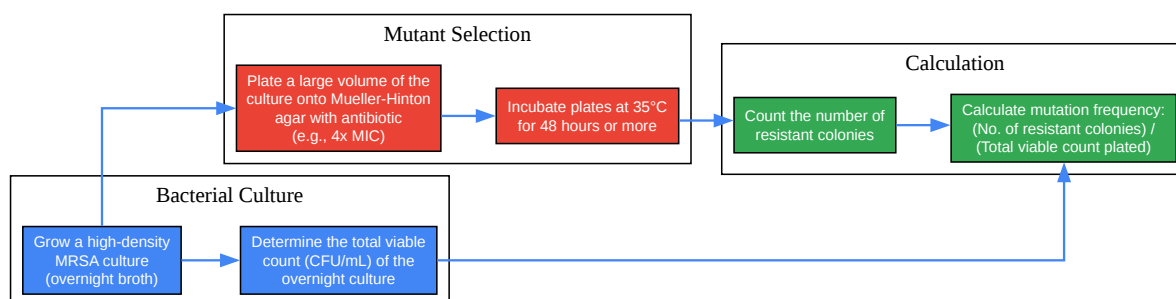 Mutant Selection
Plate a large volume of the
culture onto Mueller-Hinton
agar with antibiotic
(e.g., 4x MIC)
Incubate plates at 35°C
for 48 hours or more
Calculation
Count the number of
resistant colonies
Calculate mutation frequency:
(No. of resistant colonies) /
(Total viable count plated)
Bacterial Culture
Grow a high-density
MRSA culture
(overnight broth)
Determine the total viable
count (CFU/mL) of the
overnight culture